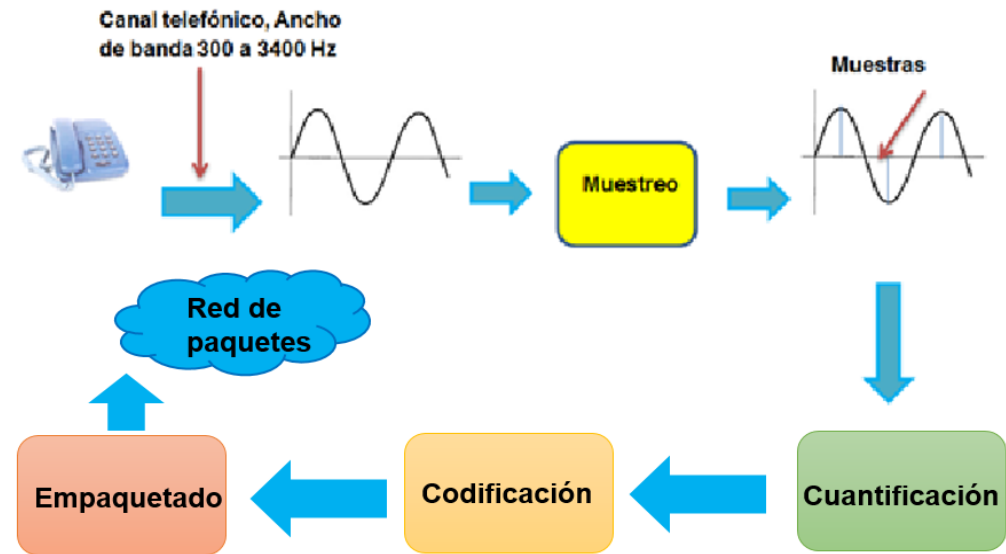 Canal telefónico, Ancho
de banda 300 a 3400 Hz
Muestreo
Muestras
Cuantificación
Codificación
Empaquetado
Red de
paquetes